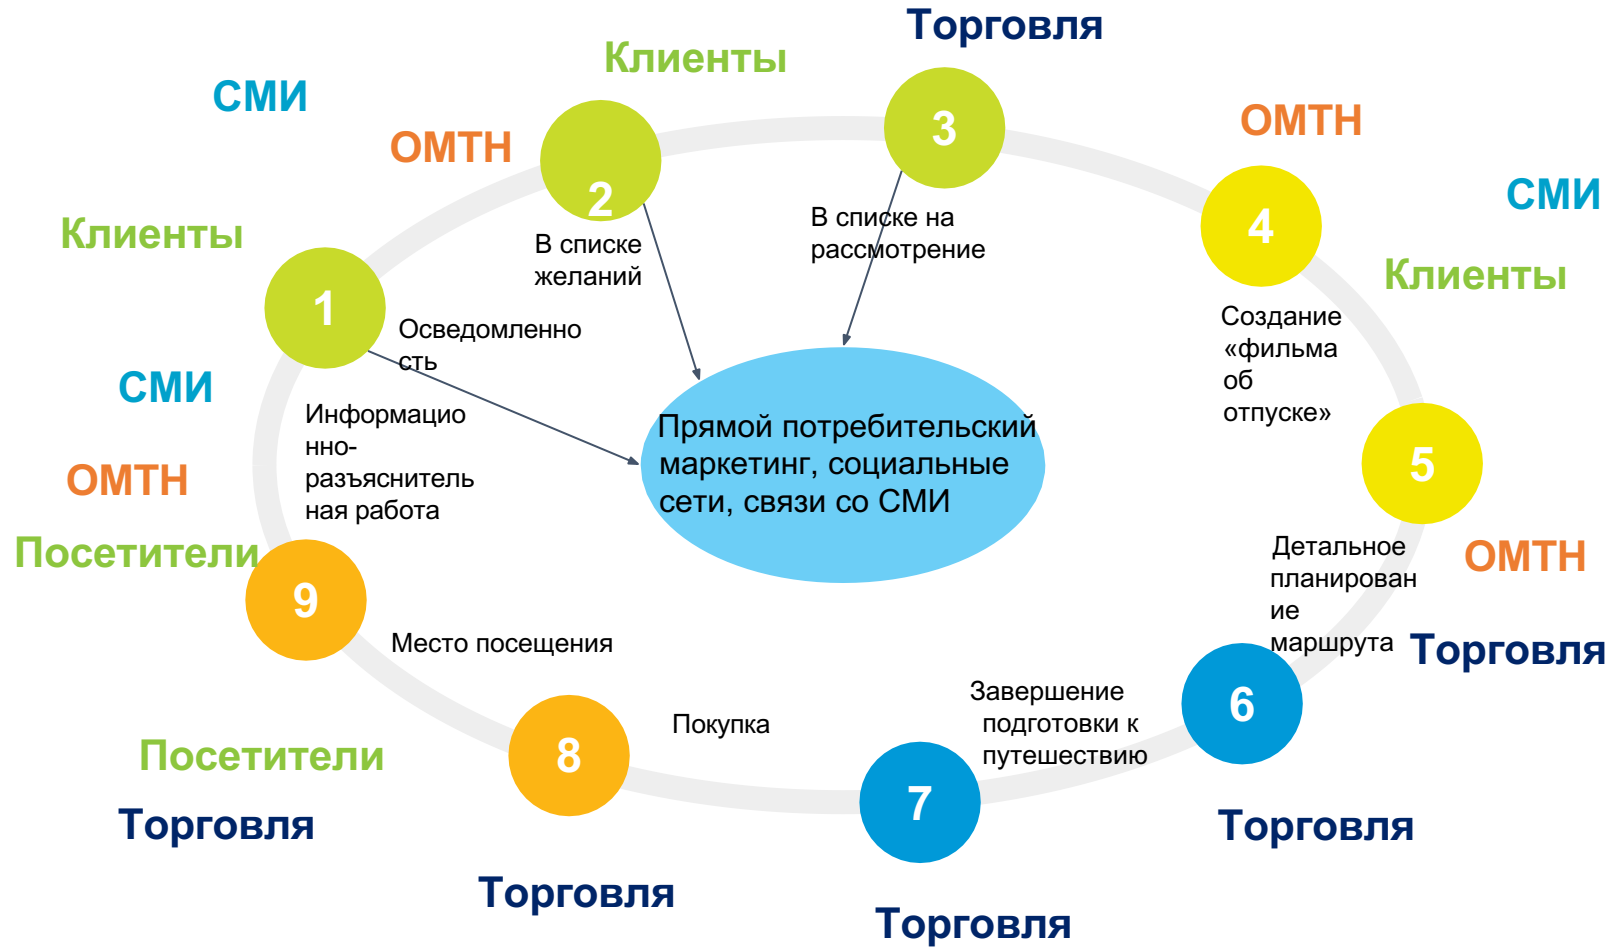 Торговля
Клиенты
СМИ
ОМТН
ОМТН
СМИ
Клиенты
Клиенты
1
2
3
4
5
6
7
8
9
В списке
желаний
В списке на
рассмотрение
Осведомленно
сть
Создание
«фильма
об
отпуске»
СМИ
Информацио
нно-
разъяснитель
ная работа
Прямой потребительский
маркетинг, социальные
сети, связи со СМИ
ОМТН
Посетители
Детальное
планирован
ие
маршрута
ОМТН
Торговля
Место посещения
Завершение
подготовки к
путешествию
Покупка
Посетители
Торговля
Торговля
Торговля
Торговля